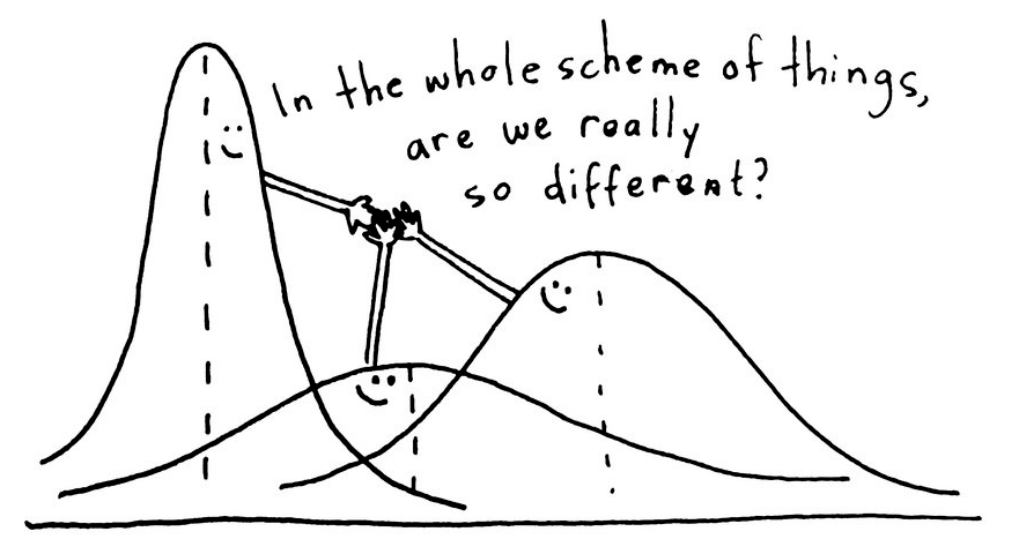 In the whole scheme of things,
are we really
so different?